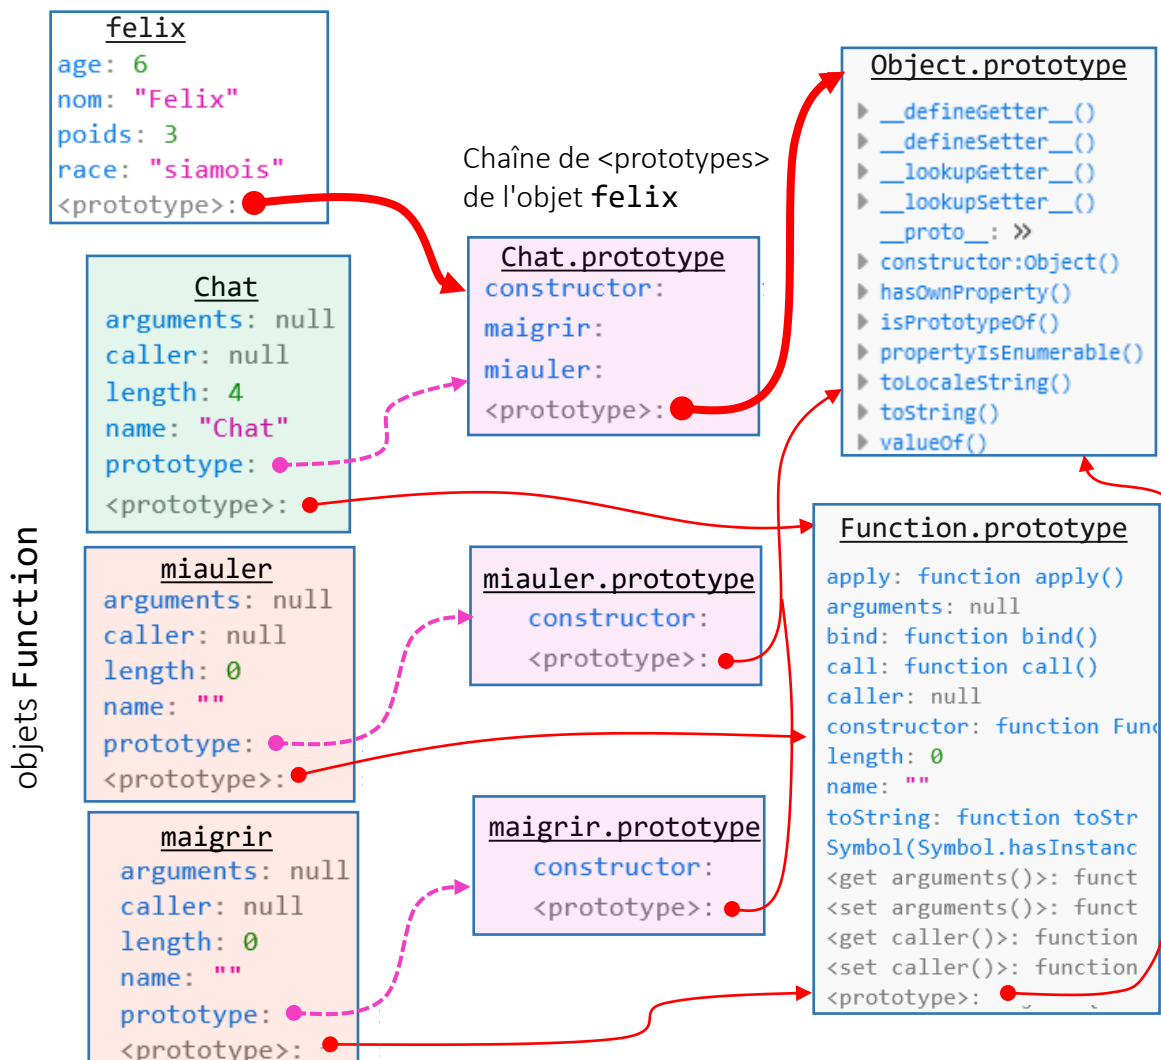 felix
age: 6
nom: "Felix"
poids: 3
race: "siamois"
<prototype>:
Chaîne de <prototypes>
de l'objet felix
Object.prototype
__defineGetter__()
__defineSetter__()
__lookupGetter__()
__lookupSetter__()
__proto__: »
constructor:Object()
hasOwnProperty()
isPrototypeOf()
propertyIsEnumerable()
toLocaleString()
toString()
valueOf()
Chat
arguments: null
caller: null
length: 4
name: "Chat"
prototype:
<prototype>:
Chat.prototype
constructor:
maigrir:
miauler:
<prototype>:
objets Function
miauler
arguments: null
caller: null
length: 0
name: ""
prototype:
<prototype>:
miauler.prototype
constructor:
<prototype>:
Function.prototype
apply: function apply()
arguments: null
bind: function bind()
call: function call()
caller: null
constructor: function Func
length: 0
name: ""
toString: function toStr
Symbol(Symbol.hasInstanc
<get arguments()>: funct
<set arguments()>: funct
<get caller()>: function
<set caller()>: function
<prototype>:
maigrir
arguments: null
caller: null
length: 0
name: ""
prototype:
<prototype>:
maigrir.prototype
constructor:
<prototype>: